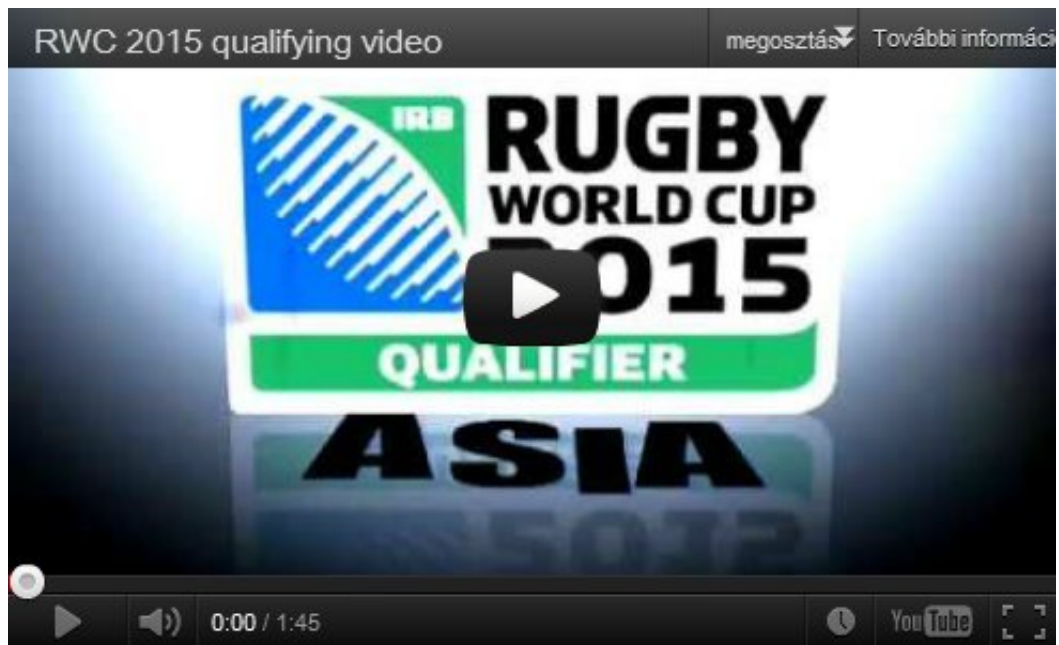 RWC 2015 qualifying video
megosztás További informáci
IRB
RUGBY
WORLD CUP
2015
QUALIFIER
ASIA
0:00 / 1:45
YouTube